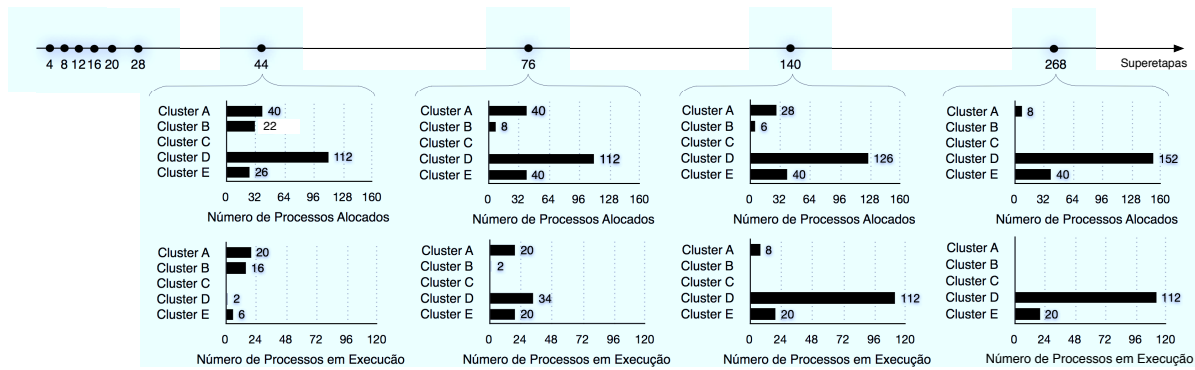 4 8 12 16 20 28 44 76 140 268 Superetapas
Cluster A 40
Cluster B 22
Cluster C
Cluster D 112
Cluster E 26
0 32 64 96 128 160
Número de Processos Alocados
Cluster A 40
Cluster B 8
Cluster C
Cluster D 112
Cluster E 40
0 32 64 96 128 160
Número de Processos Alocados
Cluster A 28
Cluster B 6
Cluster C
Cluster D 126
Cluster E 40
0 32 64 96 128 160
Número de Processos Alocados
Cluster A 8
Cluster B
Cluster C
Cluster D 152
Cluster E 40
0 32 64 96 128 160
Número de Processos Alocados
Cluster A 20
Cluster B 16
Cluster C
Cluster D 2
Cluster E 6
0 24 48 72 96 120
Número de Processos em Execução
Cluster A 20
Cluster B 2
Cluster C
Cluster D 34
Cluster E 20
0 24 48 72 96 120
Número de Processos em Execução
Cluster A 8
Cluster B
Cluster C
Cluster D 112
Cluster E 20
0 24 48 72 96 120
Número de Processos em Execução
Cluster A
Cluster B
Cluster C
Cluster D 112
Cluster E 20
0 24 48 72 96 120
Número de Processos em Execução